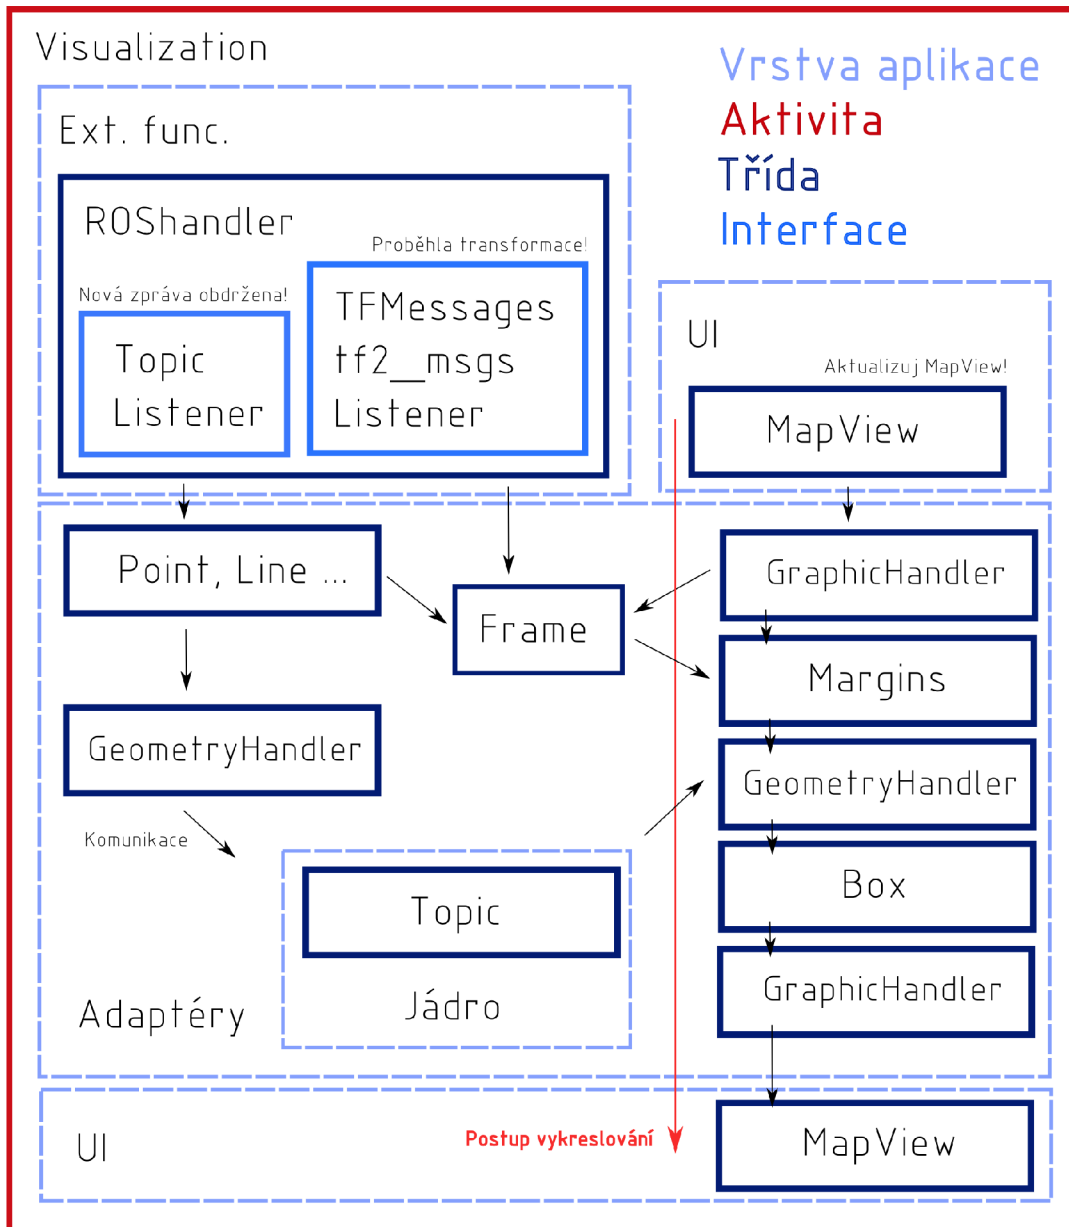 Visualization
Vrstva aplikace
Aktivita
Třída
Interface
Ext. func.
ROShandler
Proběhla transformace!
Nová zpráva obdržena!
TFMessages
tf2__msgs
Listener
Topic
Listener
UI
Aktualizuj MapView!
MapView
Point, Line ...
Frame
GraphicHandler
Margins
GeometryHandler
GeometryHandler
Komunikace
Box
Topic
Jádro
Adaptéry
GraphicHandler
UI
Postup vykreslování
MapView